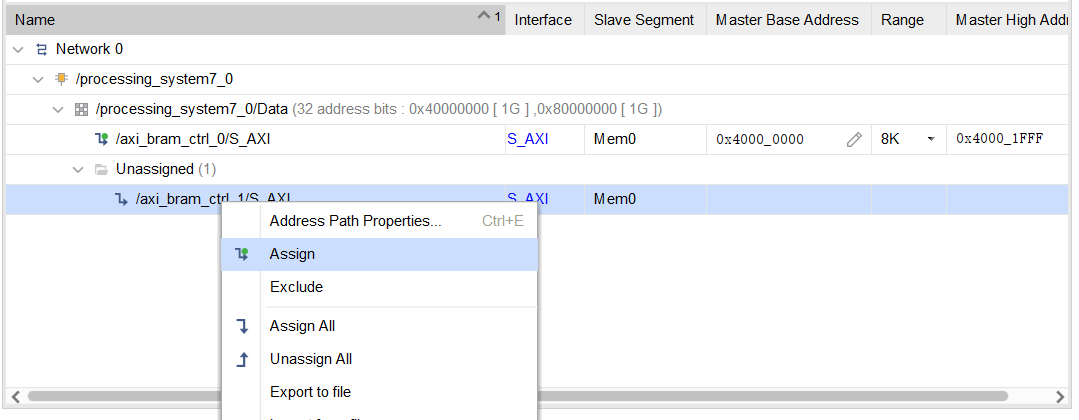 Name 1 Interface Slave Segment Master Base Address Range Master High Addr
Network 0
/processing_system7_0
/processing_system7_0/Data (32 address bits : 0x40000000 [ 1G ] ,0x80000000 [ 1G ])
/axi_bram_ctrl_0/S_AXI S_AXI Mem0 0x4000_0000 8K 0x4000_1FFF
Unassigned (1)
/axi_bram_ctrl_1/S_AXI S_AXI Mem0
Address Path Properties... Ctrl+E
Assign
Exclude
Assign All
Unassign All
Export to file